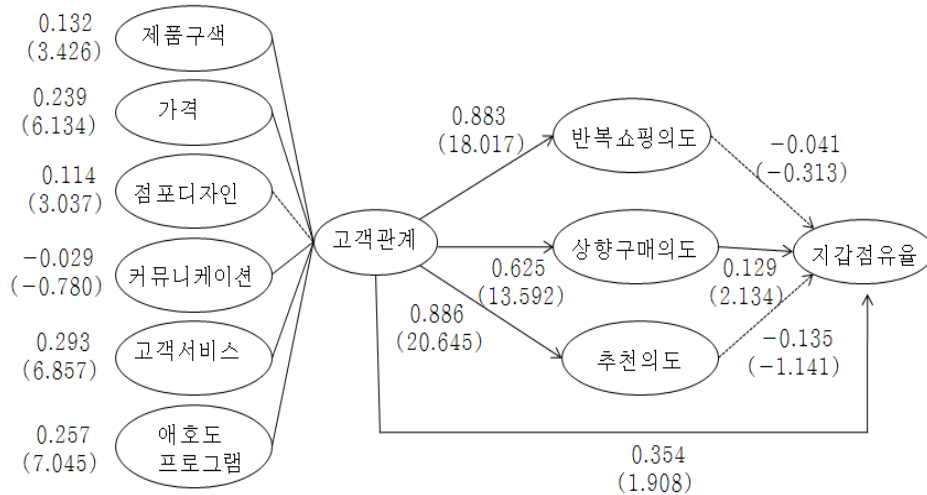 0.132
(3.426)
제품구색
0.239
(6.134)
가격
0.114
(3.037)
점포디자인
-0.029
(-0.780)
커뮤니케이션
0.293
(6.857)
고객서비스
0.257
(7.045)
애호도
프로그램
고객관계
0.883
(18.017)
반복쇼핑의도
-0.041
(-0.313)
상향구매의도
0.625
(13.592)
0.129
(2.134)
지갑점유율
0.886
(20.645)
추천의도
-0.135
(-1.141)
0.354
(1.908)